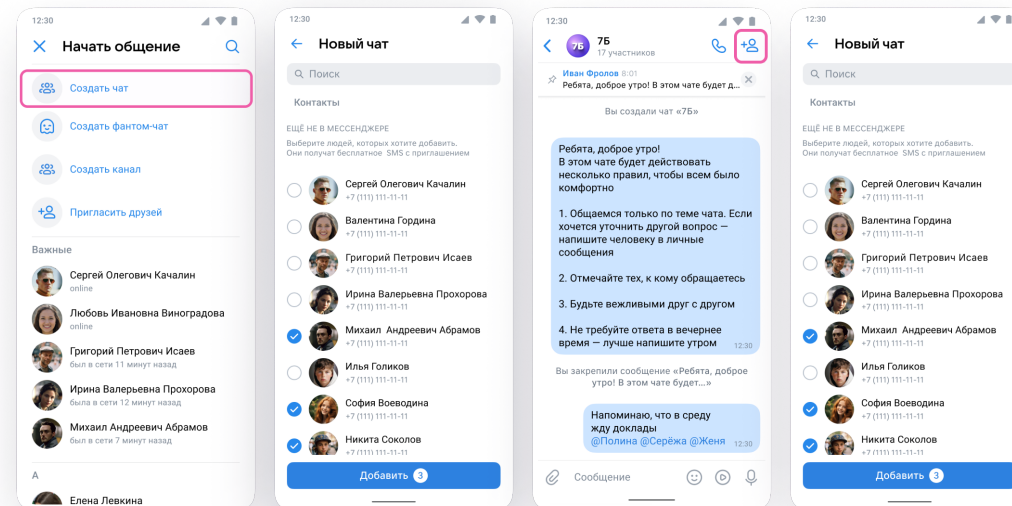 12:30
Начать общение
Создать чат
Создать фантом-чат
Создать канал
Пригласить друзей
Важные
Сергей Олегович Качалин
online
Любовь Ивановна Виноградова
online
Григорий Петрович Исаев
был в сети 11 минут назад
Ирина Валерьевна Прохорова
была в сети 12 минут назад
Михаил Андреевич Абрамов
был в сети 7 минут назад
А
Елена Левкина
12:30
Новый чат
Поиск
Контакты
ЕЩЁ НЕ В МЕССЕНДЖЕРЕ
Выберите людей, которых хотите добавить.
Они получат бесплатное SMS с приглашением
Сергей Олегович Качалин
+7 (111) 111-11-11
Валентина Гордина
+7 (111) 111-11-11
Григорий Петрович Исаев
+7 (111) 111-11-11
Ирина Валерьевна Прохорова
+7 (111) 111-11-11
Михаил Андреевич Абрамов
+7 (111) 111-11-11
Илья Голиков
+7 (111) 111-11-11
София Воеводина
+7 (111) 111-11-11
Никита Соколов
+7 (111) 111-11-11
Добавить 3
12:30
7Б
7Б
17 участников
Иван Фролов 8:01
Ребята, доброе утро! В этом чате будет д...
Вы создали чат «7Б»
Ребята, доброе утро!
В этом чате будет действовать
несколько правил, чтобы всем было
комфортно
1. Общаемся только по теме чата. Если
хочется уточнить другой вопрос —
напишите человеку в личные
сообщения
2. Отмечайте тех, к кому обращаетесь
3. Будьте вежливыми друг с другом
4. Не требуйте ответа в вечернее
время — лучше напишите утром 12:30
Вы закрепили сообщение «Ребята, доброе
утро! В этом чате будет...»
Напоминаю, что в среду
жду доклады
@Полина @Серёжа @Женя 12:30
Сообщение
12:30
Новый чат
Поиск
Контакты
ЕЩЁ НЕ В МЕССЕНДЖЕРЕ
Выберите людей, которых хотите добавить.
Они получат бесплатное SMS с приглашением
Сергей Олегович Качалин
+7 (111) 111-11-11
Валентина Гордина
+7 (111) 111-11-11
Григорий Петрович Исаев
+7 (111) 111-11-11
Ирина Валерьевна Прохорова
+7 (111) 111-11-11
Михаил Андреевич Абрамов
+7 (111) 111-11-11
Илья Голиков
+7 (111) 111-11-11
София Воеводина
+7 (111) 111-11-11
Никита Соколов
+7 (111) 111-11-11
Добавить 3